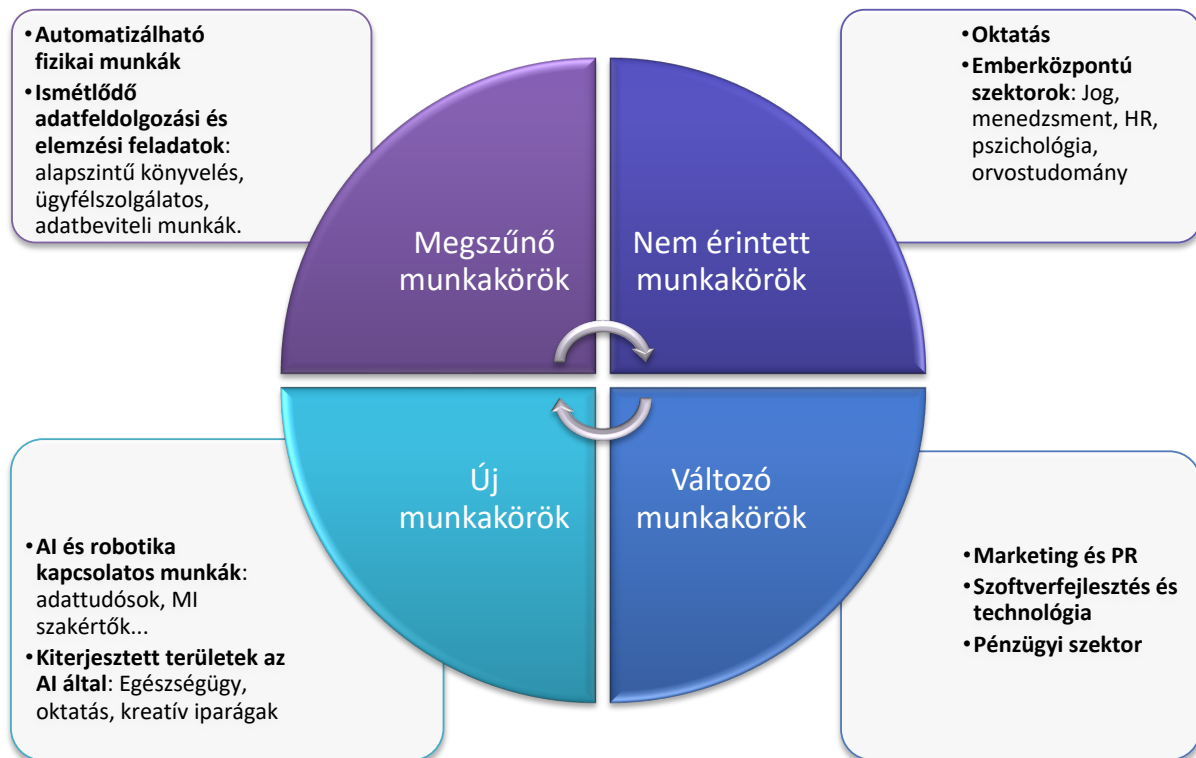 •Automatizálható
fizikai munkák
•Ismétlődő
adatfeldolgozási és
elemzési feladatok:
alapszintű könyvelés,
ügyfélszolgálatos,
adatbeviteli munkák.
•Oktatás
•Emberközpontú
szektorok: Jog,
menedzsment, HR,
pszichológia,
orvostudomány
Megszűnő
munkakörök
Nem érintett
munkakörök
Új
munkakörök
Változó
munkakörök
•AI és robotika
kapcsolatos munkák:
adattudósok, MI
szakértők...
•Kiterjesztett területek az
AI által: Egészségügy,
oktatás, kreatív iparágak
•Marketing és PR
•Szoftverfejlesztés és
technológia
•Pénzügyi szektor